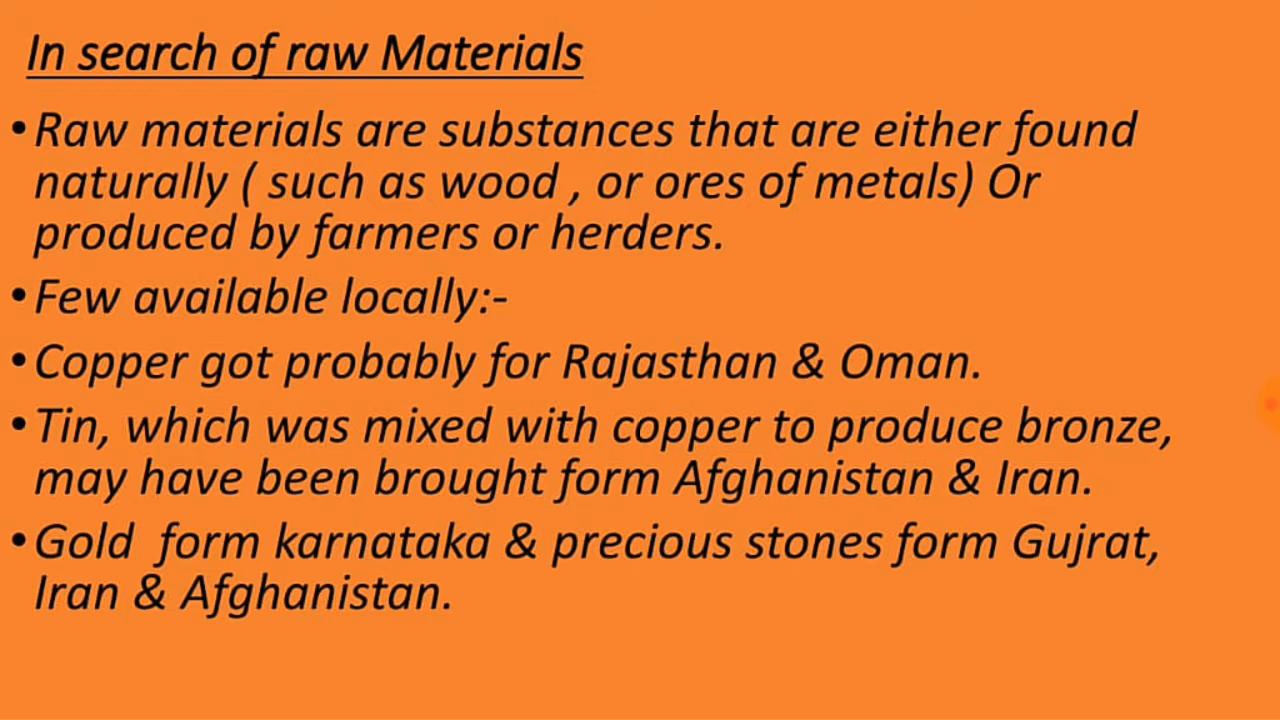 In search of raw Materials
•Raw materials are substances that are either found
naturally ( such as wood , or ores of metals) Or
produced by farmers or herders.
•Few available locally:-
•Copper got probably for Rajasthan & Oman.
•Tin, which was mixed with copper to produce bronze,
may have been brought form Afghanistan & Iran.
•Gold  form karnataka & precious stones form Gujrat,
Iran & Afghanistan.